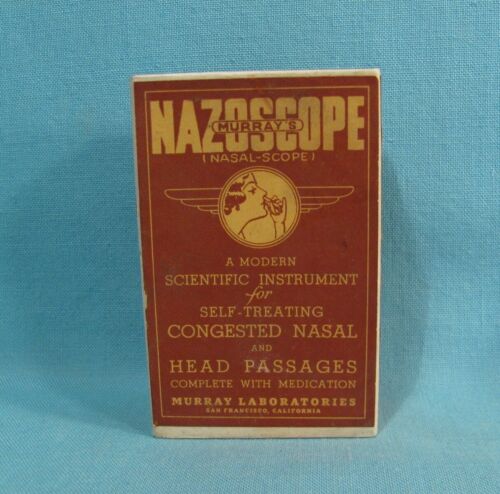 NAZOSCOPE
MURRAY'S
(NASAL-SCOPE)
A MODERN
SCIENTIFIC INSTRUMENT
for
SELF-TREATING
CONGESTED NASAL
AND
HEAD PASSAGES
COMPLETE WITH MEDICATION
MURRAY LABORATORIES
SAN FRANCISCO, CALIFORNIA